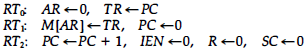 RT₀: AR ← 0, TR ← PC
RT₁: M[AR] ← TR, PC ← 0
RT₂: PC ← PC + 1, IEN ← 0, R ← 0, SC ← 0